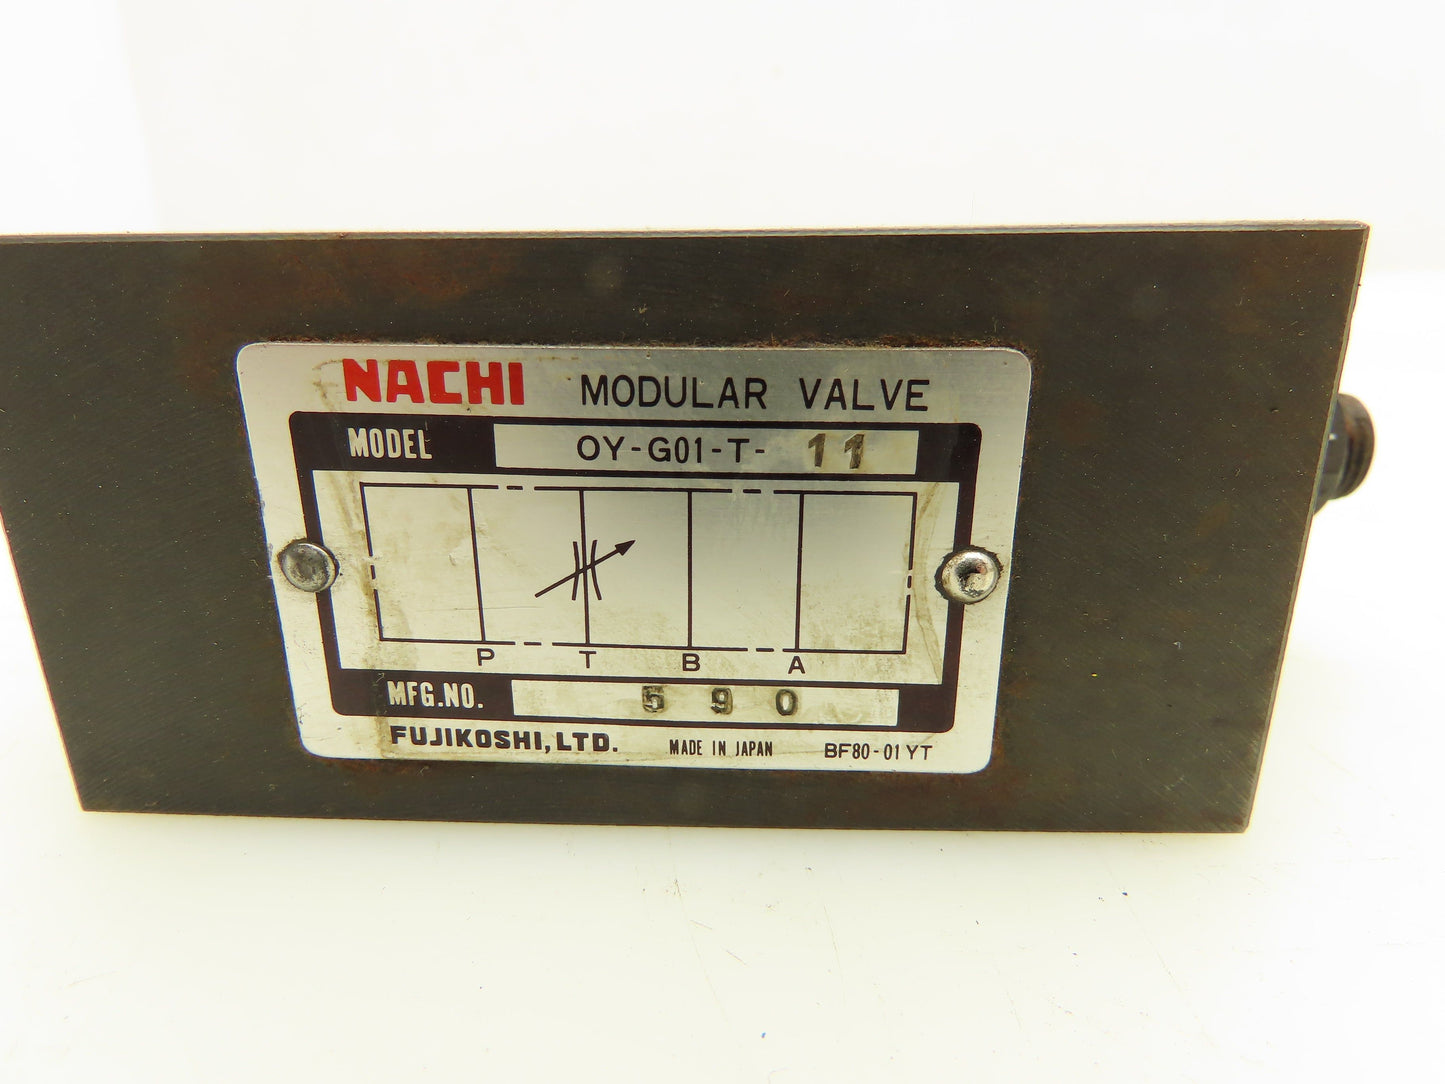 NACHI MODULAR VALVE
MODEL OY-G01-T- 11
P T B A
MFG.NO. 590
FUJIKOSHI, LTD. MADE IN JAPAN BF80-01YT